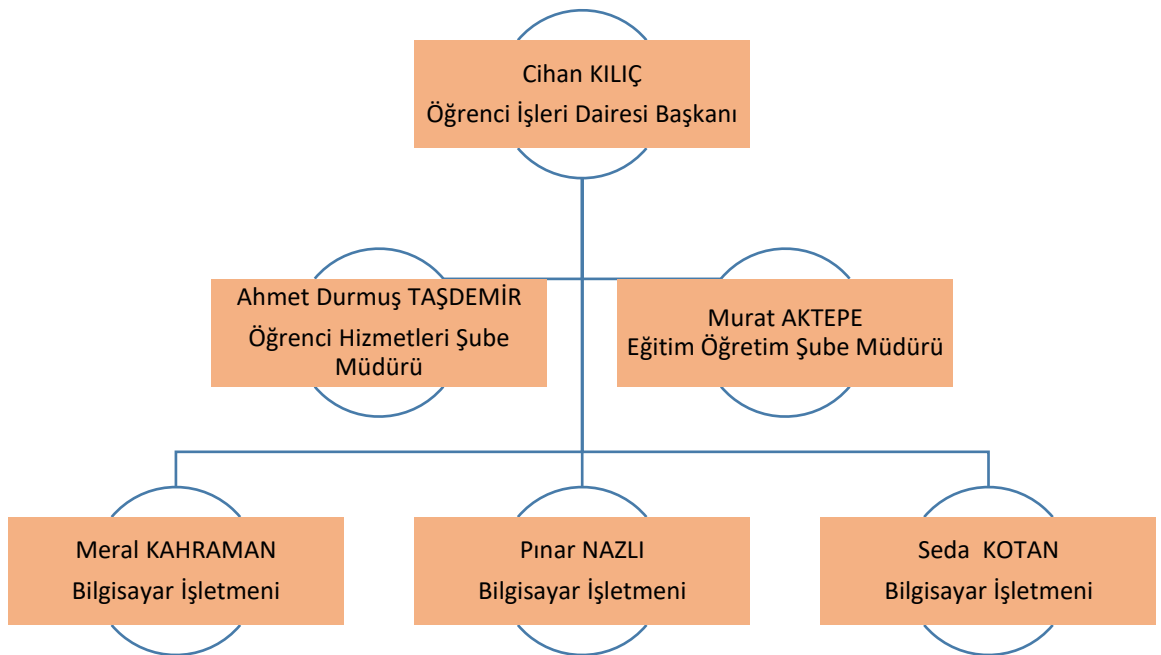 Cihan KILIÇ
Öğrenci İşleri Dairesi Başkanı
Ahmet Durmuş TAŞDEMİR
Öğrenci Hizmetleri Şube
Müdürü
Murat AKTEPE
Eğitim Öğretim Şube Müdürü
Meral KAHRAMAN
Bilgisayar İşletmeni
Pınar NAZLI
Bilgisayar İşletmeni
Seda  KOTAN
Bilgisayar İşletmeni